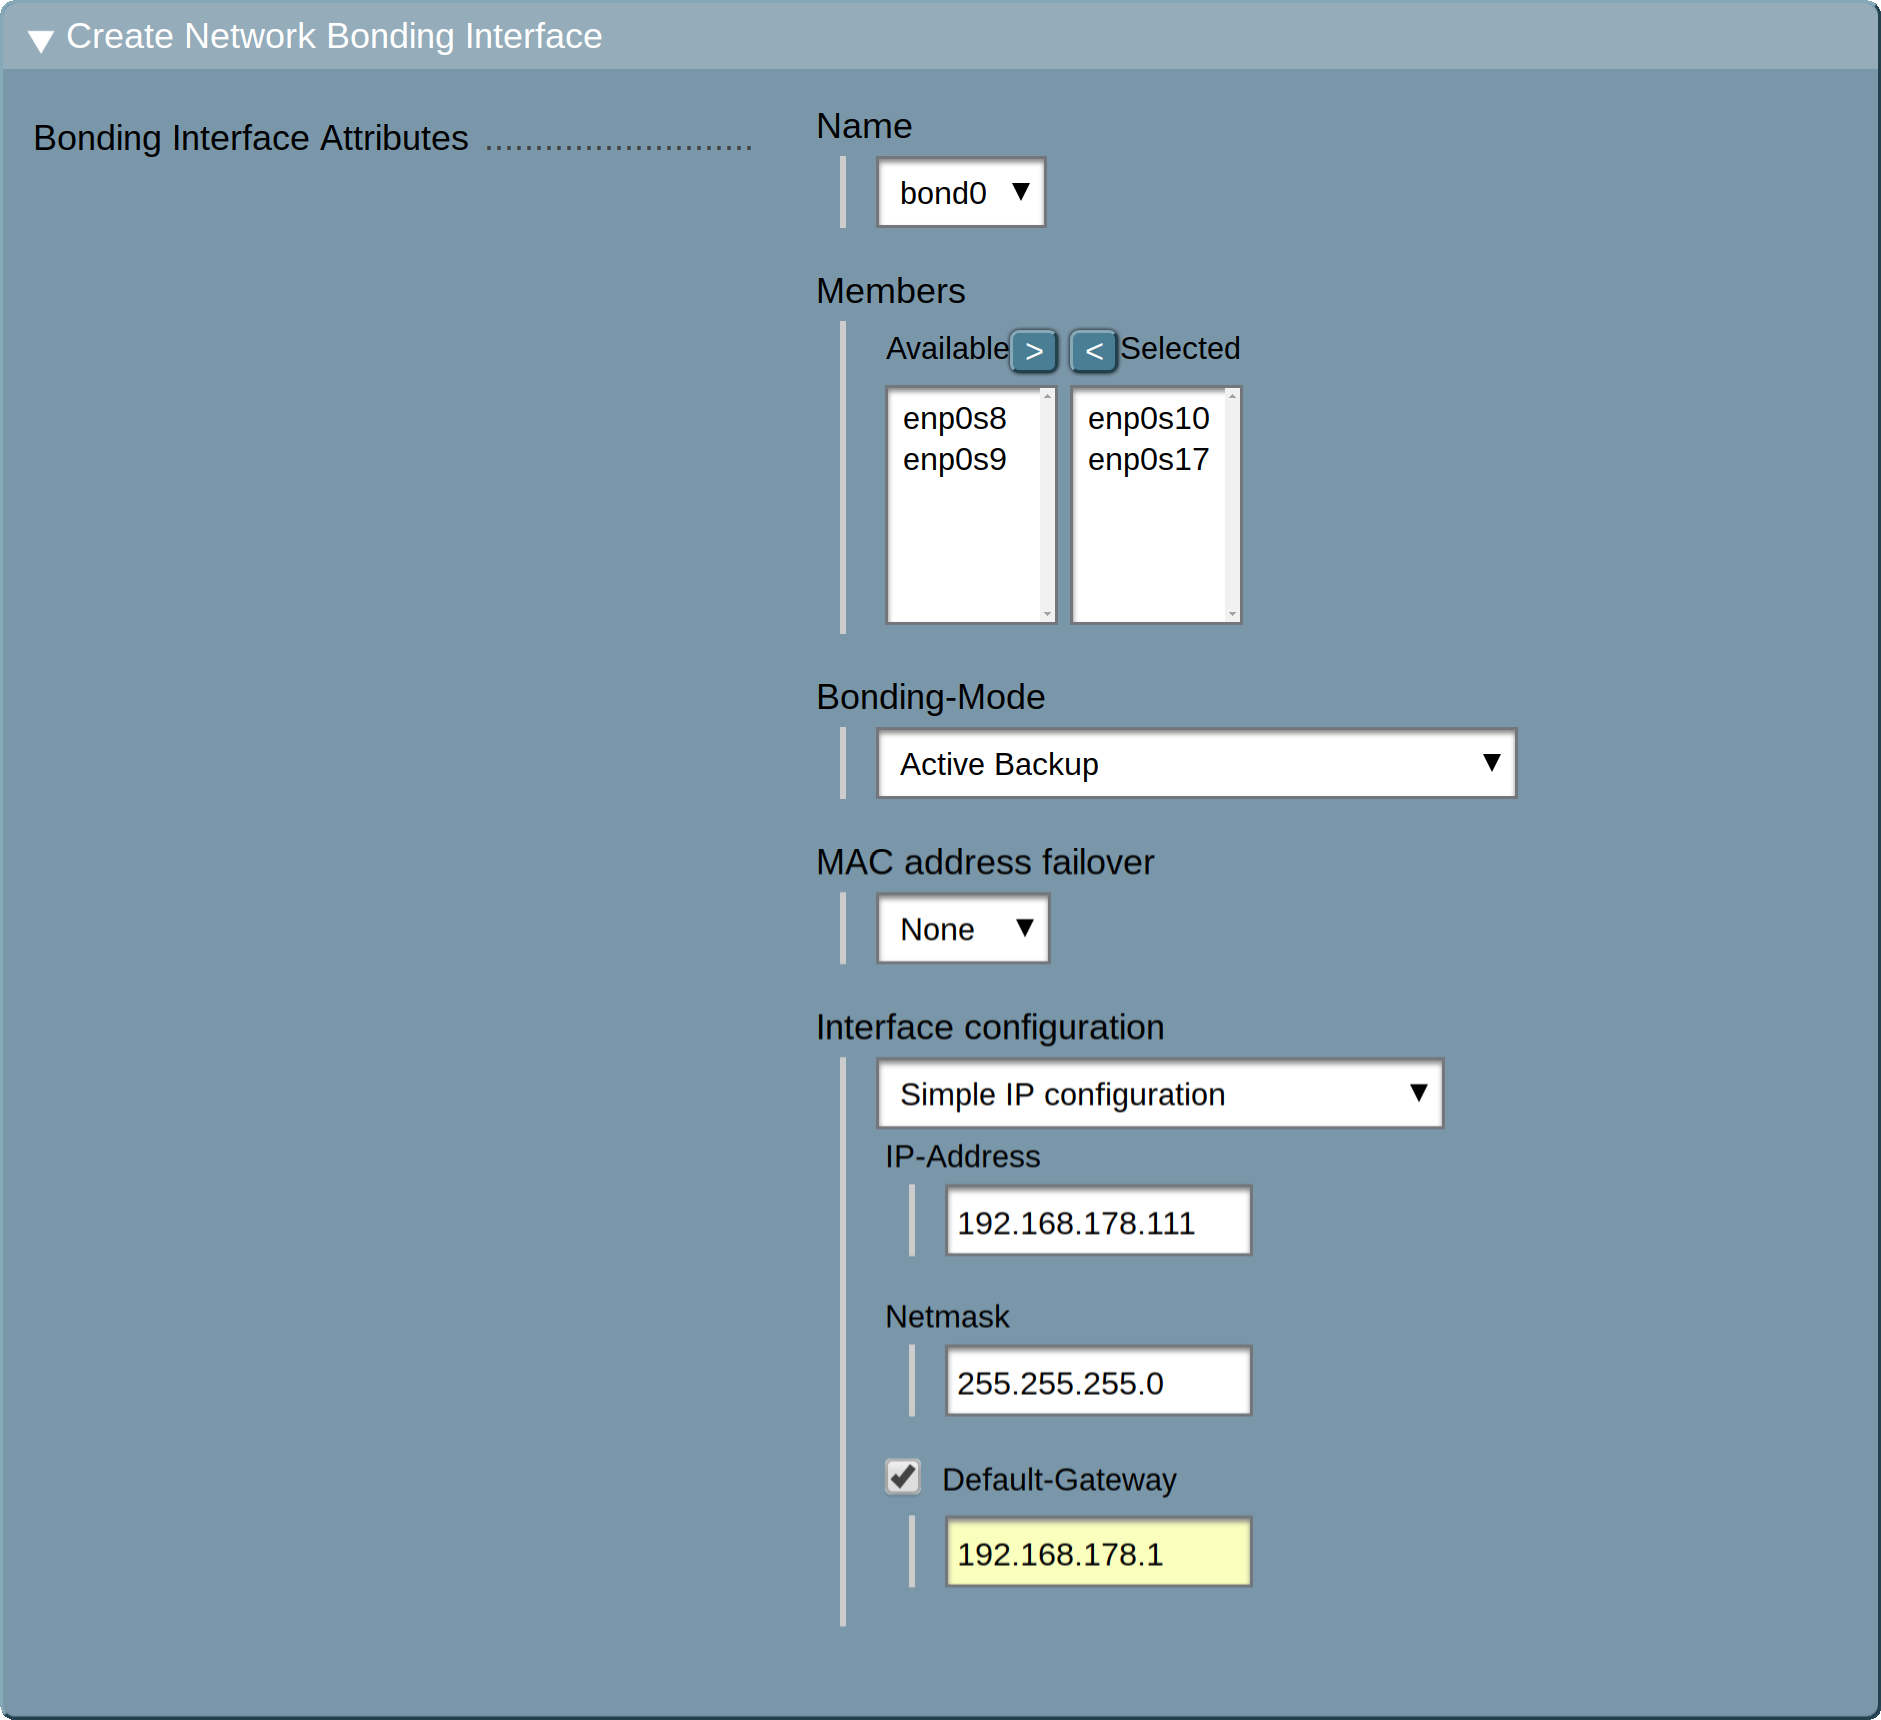 Create Network Bonding Interface
Bonding Interface Attributes
Name
bond0
Members
Available > < Selected
enp0s8
enp0s9
enp0s10
enp0s17
Bonding-Mode
Active Backup
MAC address failover
None
Interface configuration
Simple IP configuration
IP-Address
192.168.178.111
Netmask
255.255.255.0
Default-Gateway
192.168.178.1